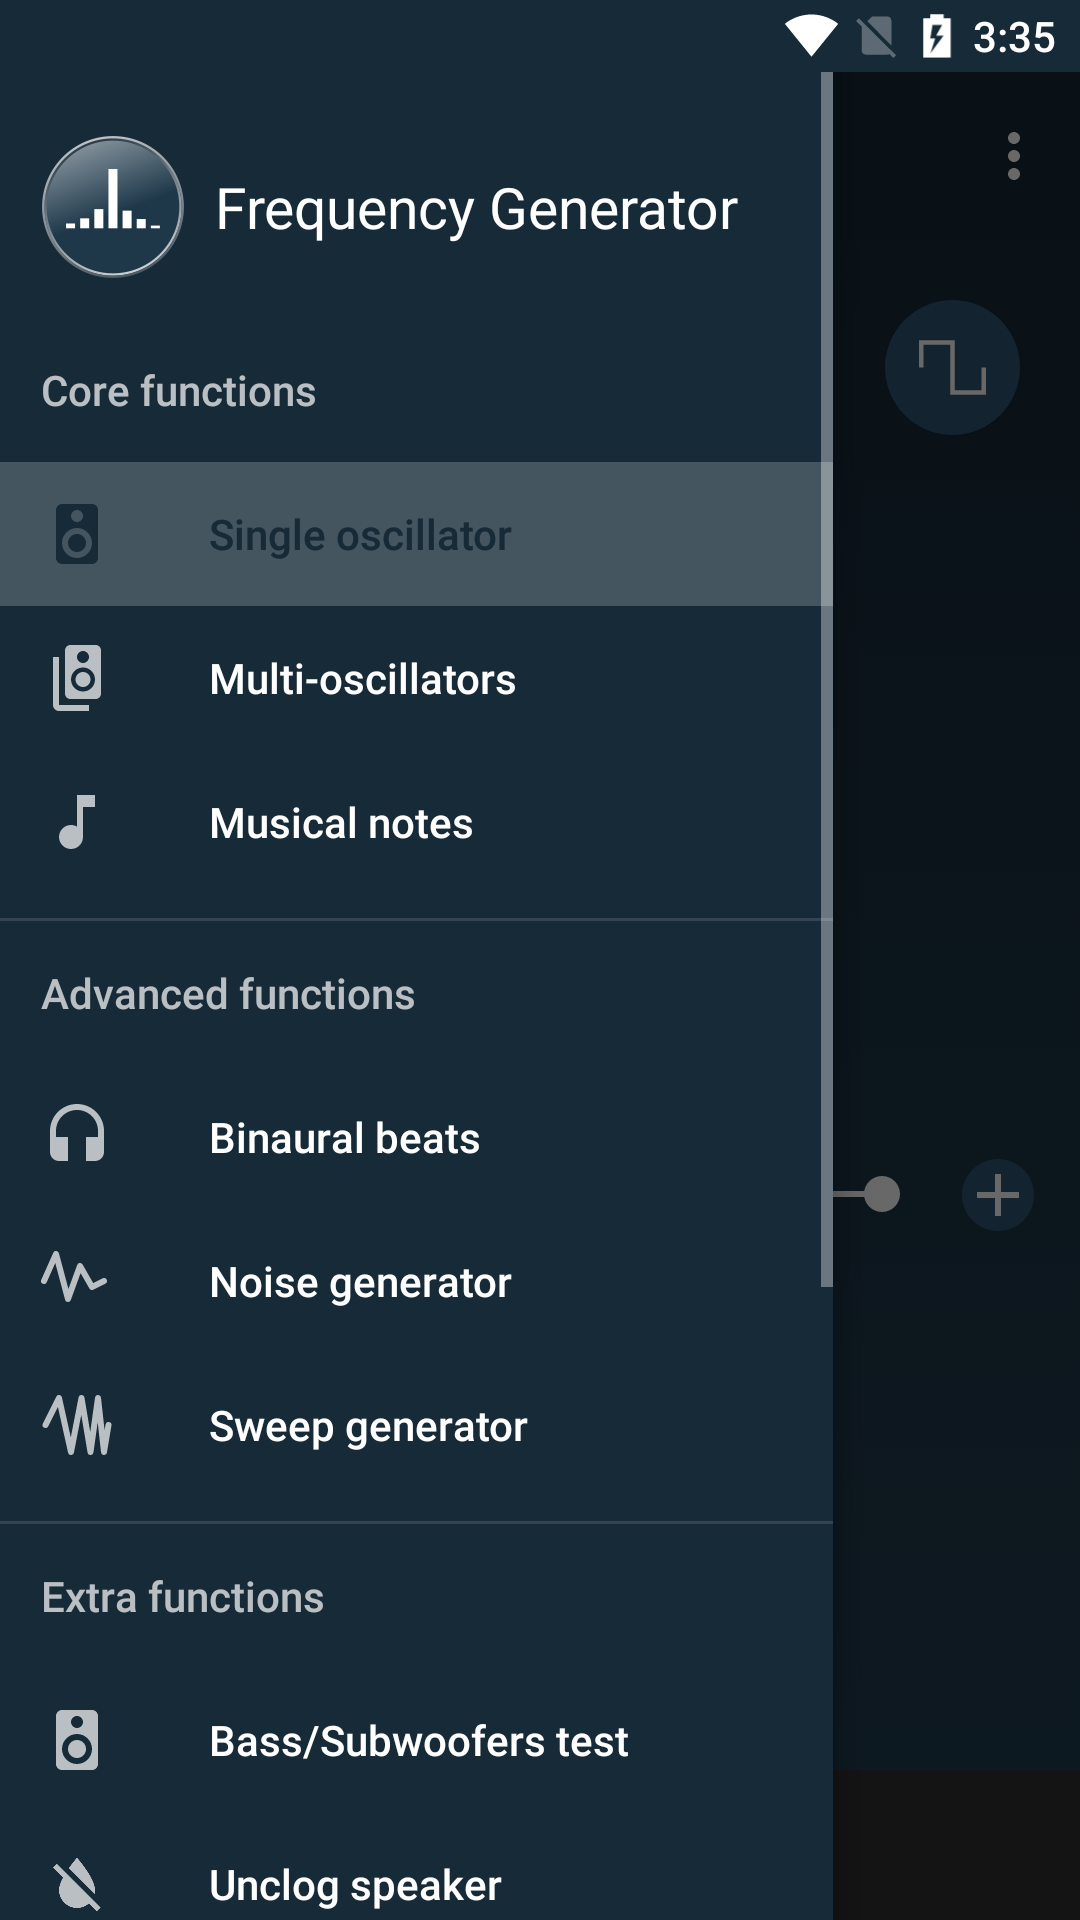 3:35
Frequency Generator
Core functions
Single oscillator
Multi-oscillators
Musical notes
Advanced functions
Binaural beats
Noise generator
Sweep generator
Extra functions
Bass/Subwoofers test
Unclog speaker